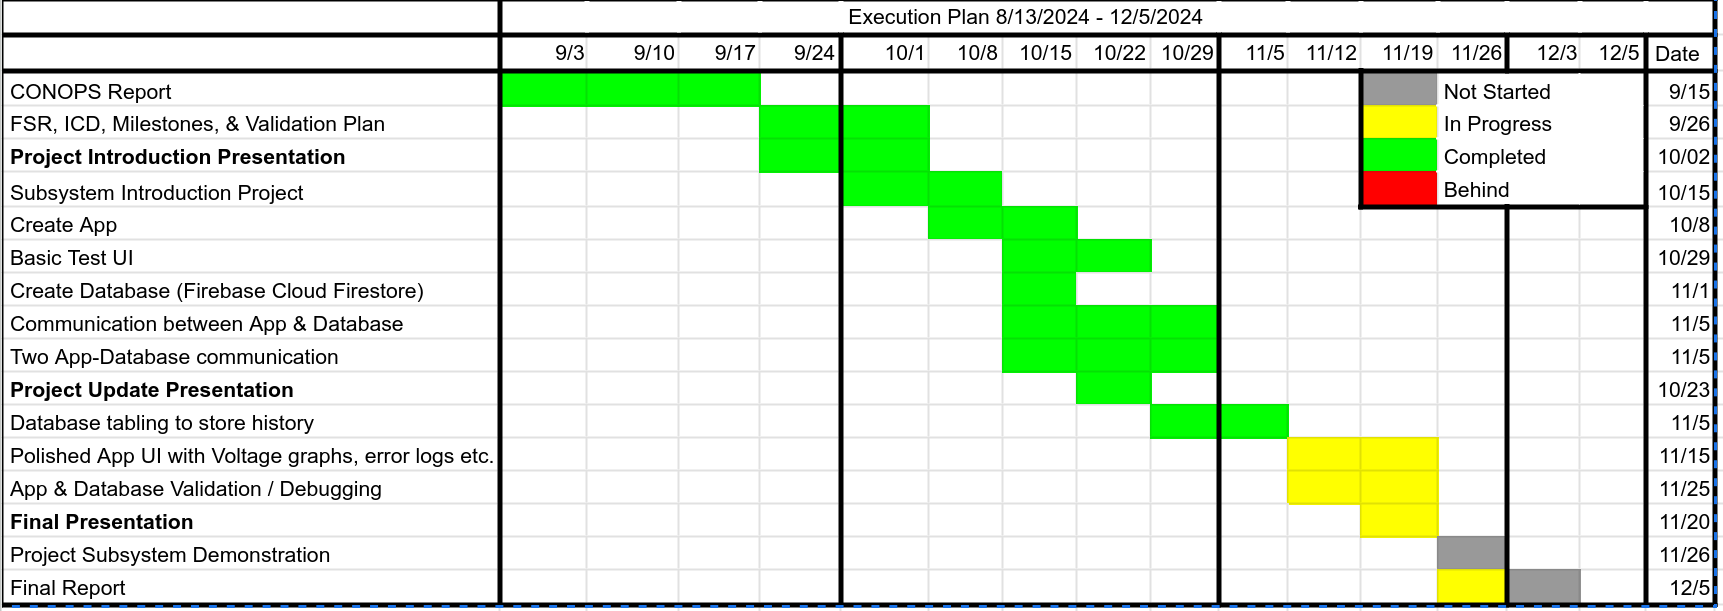 Execution Plan 8/13/2024 - 12/5/2024
9/3 9/10 9/17 9/24 10/1 10/8 10/15 10/22 10/29 11/5 11/12 11/19 11/26 12/3 12/5 Date
CONOPS Report Not Started 9/15
FSR, ICD, Milestones, & Validation Plan In Progress 9/26
Project Introduction Presentation Completed 10/02
Subsystem Introduction Project Behind 10/15
Create App 10/8
Basic Test UI 10/29
Create Database (Firebase Cloud Firestore) 11/1
Communication between App & Database 11/5
Two App-Database communication 11/5
Project Update Presentation 10/23
Database tabling to store history 11/5
Polished App UI with Voltage graphs, error logs etc. 11/15
App & Database Validation / Debugging 11/25
Final Presentation 11/20
Project Subsystem Demonstration 11/26
Final Report 12/5